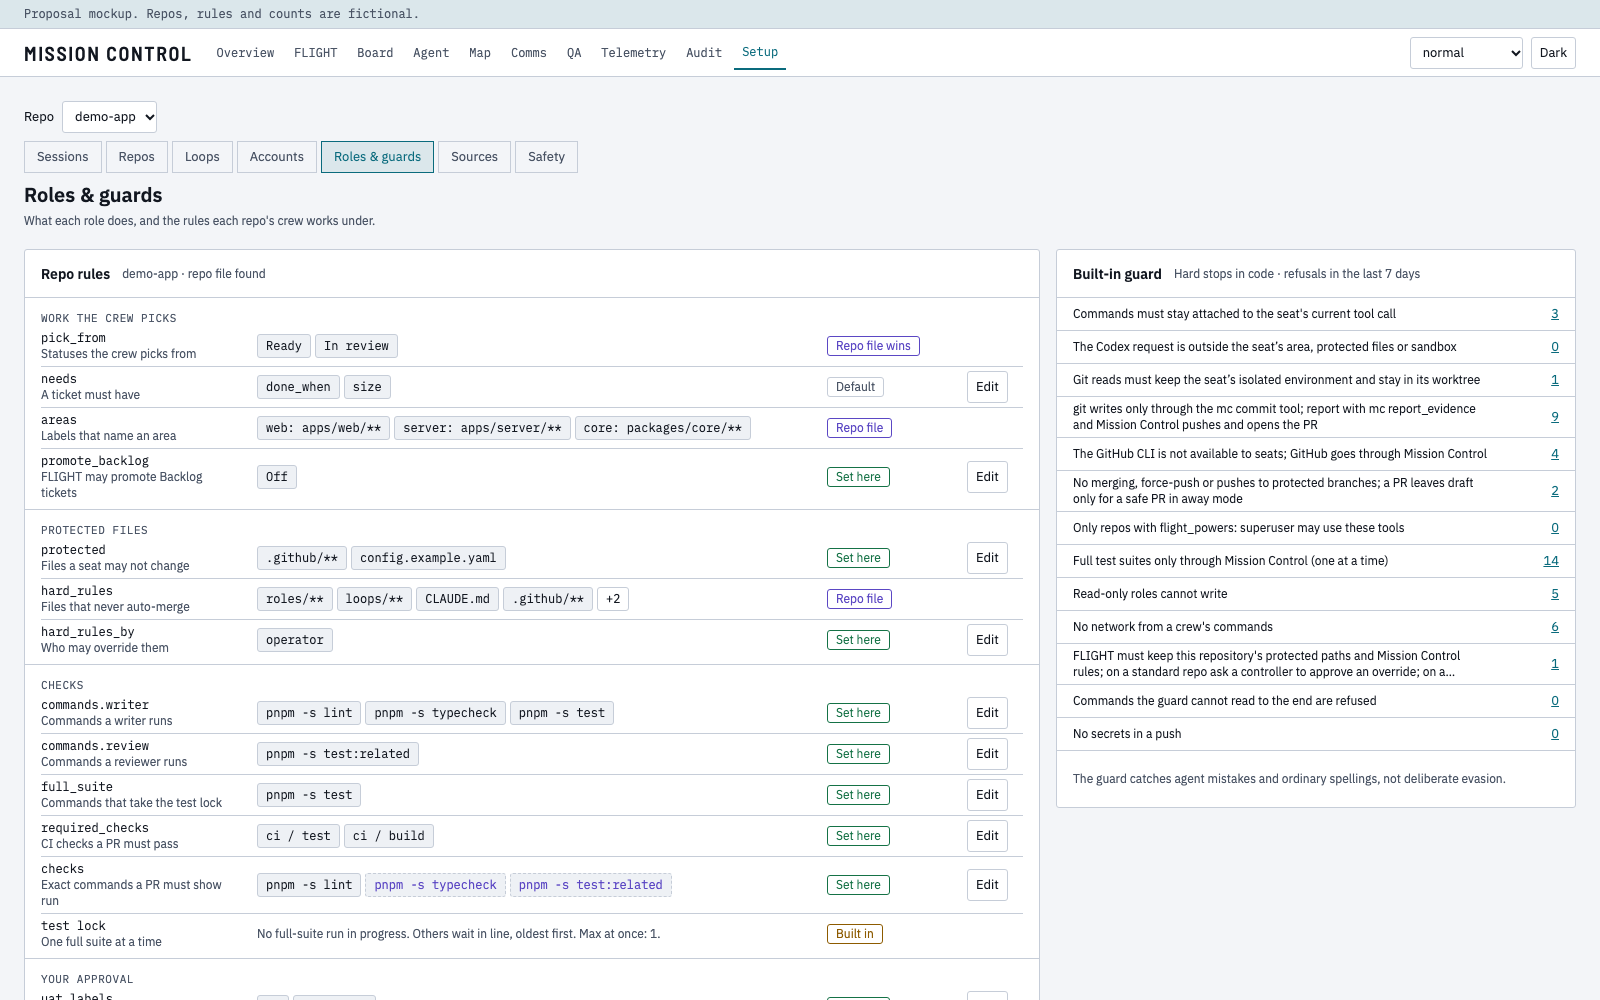 Proposal mockup. Repos, rules and counts are fictional.
MISSION CONTROL Overview FLIGHT Board Agent Map Comms QA Telemetry Audit Setup normal Dark
Repo demo-app
Sessions Repos Loops Accounts Roles & guards Sources Safety
Roles & guards
What each role does, and the rules each repo's crew works under.
Repo rules demo-app · repo file found
WORK THE CREW PICKS
pick_from
Statuses the crew picks from
Ready In review Repo file wins
needs
A ticket must have
done_when size Default Edit
areas
Labels that name an area
web: apps/web/** server: apps/server/** core: packages/core/** Repo file
promote_backlog
FLIGHT may promote Backlog
tickets
Off Set here Edit
PROTECTED FILES
protected
Files a seat may not change
.github/** config.example.yaml Set here Edit
hard_rules
Files that never auto-merge
roles/** loops/** CLAUDE.md .github/** +2 Repo file
hard_rules_by
Who may override them
operator Set here Edit
CHECKS
commands.writer
Commands a writer runs
pnpm -s lint pnpm -s typecheck pnpm -s test Set here Edit
commands.review
Commands a reviewer runs
pnpm -s test:related Set here Edit
full_suite
Commands that take the test lock
pnpm -s test Set here Edit
required_checks
CI checks a PR must pass
ci / test ci / build Set here Edit
checks
Exact commands a PR must show
run
pnpm -s lint pnpm -s typecheck pnpm -s test:related Set here Edit
test lock
One full suite at a time
No full-suite run in progress. Others wait in line, oldest first. Max at once: 1. Built in
YOUR APPROVAL
uat_labels
Built-in guard Hard stops in code · refusals in the last 7 days
Commands must stay attached to the seat's current tool call 3
The Codex request is outside the seat’s area, protected files or sandbox 0
Git reads must keep the seat’s isolated environment and stay in its worktree 1
git writes only through the mc commit tool; report with mc report_evidence
and Mission Control pushes and opens the PR 9
The GitHub CLI is not available to seats; GitHub goes through Mission Control 4
No merging, force-push or pushes to protected branches; a PR leaves draft
only for a safe PR in away mode 2
Only repos with flight_powers: superuser may use these tools 0
Full test suites only through Mission Control (one at a time) 14
Read-only roles cannot write 5
No network from a crew's commands 6
FLIGHT must keep this repository's protected paths and Mission Control
rules; on a standard repo ask a controller to approve an override; on a… 1
Commands the guard cannot read to the end are refused 0
No secrets in a push 0
The guard catches agent mistakes and ordinary spellings, not deliberate evasion.